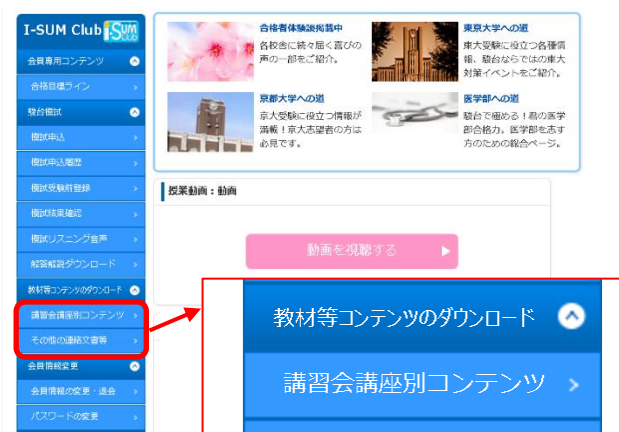 I-SUM Club I-SUM Club
会員専用コンテンツ
合格目標ライン
駿台模試
模試申込
模試申込履歴
模試受験前登録
模試結果確認
模試リスニング音声
解答解説ダウンロード
教材等コンテンツのダウンロード
講習会講座別コンテンツ
その他の連絡文書等
会員情報変更
会員情報の変更・退会
パスワードの変更
合格者体験談掲載中
各校舎に続々届く喜びの
声の一部をご紹介。
東京大学への道
東大受験に役立つ各種情
報、駿台ならではの東大
対策イベントをご紹介。
京都大学への道
京大受験に役立つ情報が
満載！京大志望者の方は
必見です。
医学部への道
駿台で極める！君の医学
部合格力。医学部を志す
方のための総合ページ。
授業動画：動画
動画を視聴する
教材等コンテンツのダウンロード
講習会講座別コンテンツ